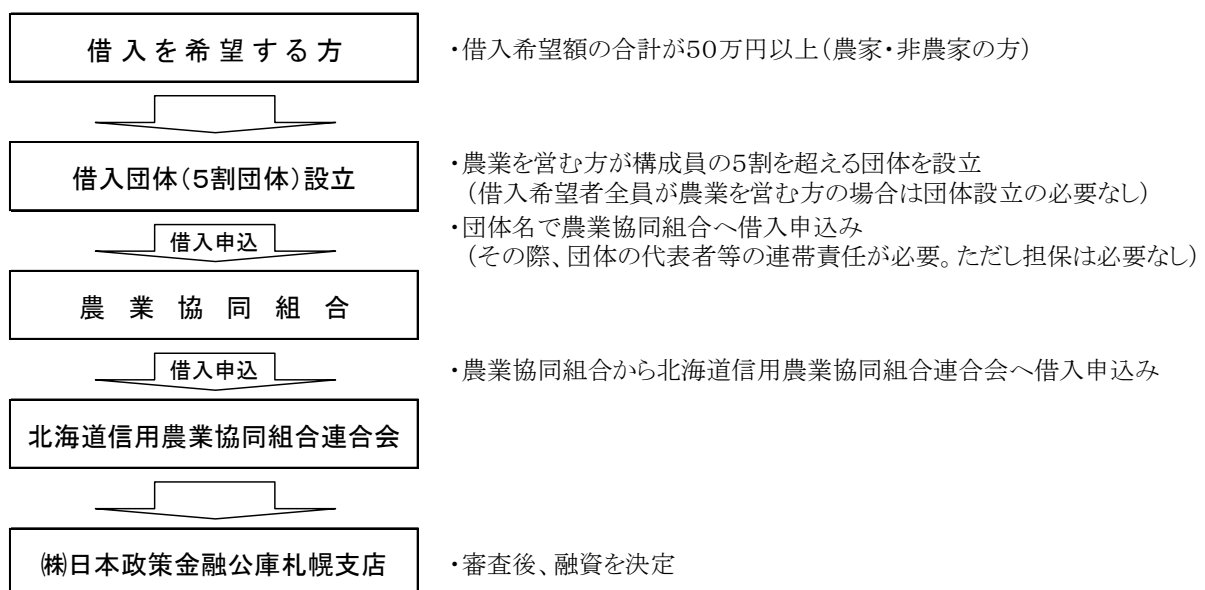 借入を希望する方
・借入希望額の合計が50万円以上(農家・非農家の方)
借入団体(5割団体)設立
・農業を営む方が構成員の5割を超える団体を設立
(借入希望者全員が農業を営む方の場合は団体設立の必要なし)
・団体名で農業協同組合へ借入申込み
(その際、団体の代表者等の連帯責任が必要。ただし担保は必要なし)
借入申込
農業協同組合
借入申込
・農業協同組合から北海道信用農業協同組合連合会へ借入申込み
北海道信用農業協同組合連合会
㈱日本政策金融公庫札幌支店
・審査後、融資を決定